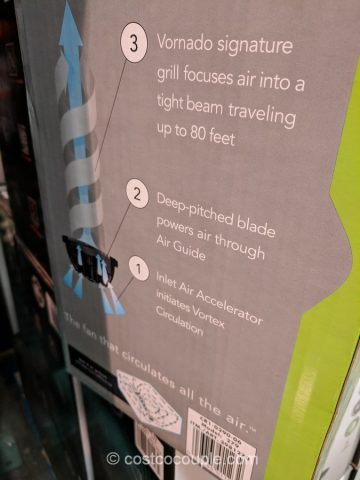 3
Vornado signature
grill focuses air into a
tight beam traveling
up to 80 feet
2
Deep-pitched blade
powers air through
Air Guide
1
Inlet Air Accelerator
initiates Vortex
Circulation
The fan that circulates all the air.™
© costcocouple.com